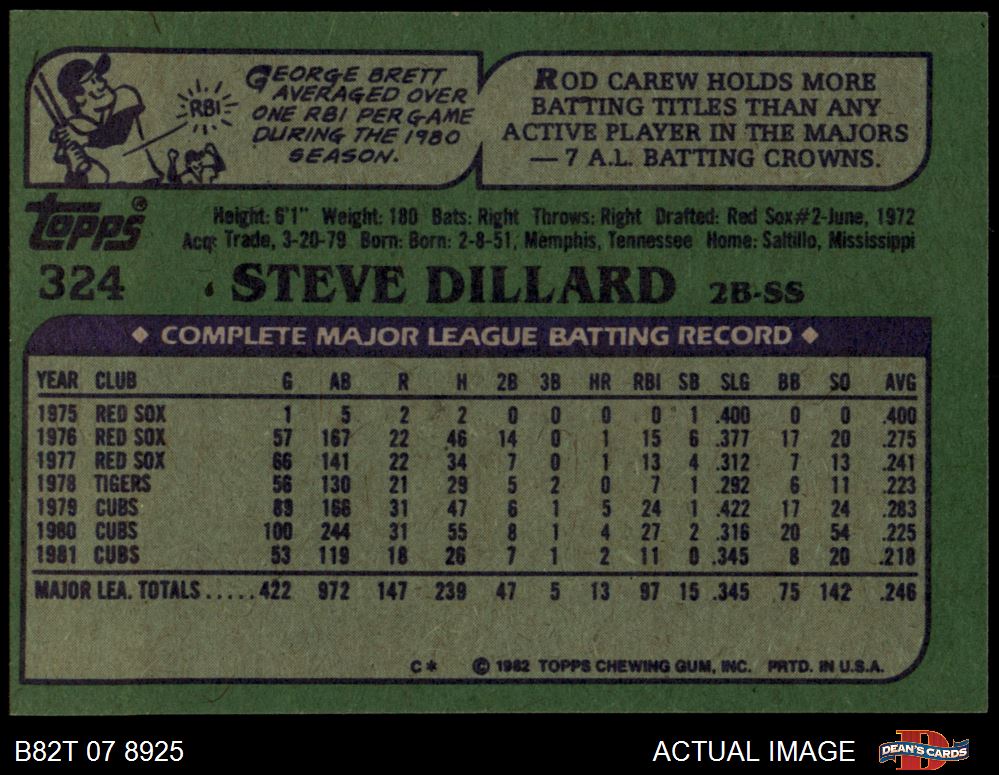 GEORGE BRETT
AVERAGED OVER
ONE RBI PER GAME
DURING THE 1980
SEASON.
RBI
ROD CAREW HOLDS MORE
BATTING TITLES THAN ANY
ACTIVE PLAYER IN THE MAJORS
— 7 A.L. BATTING CROWNS.
Topps®
Height: 6'1" Weight: 180 Bats: Right Throws: Right Drafted: Red Sox#2-June, 1972
Acq: Trade, 3-20-79 Born: Born: 2-8-51, Memphis, Tennessee Home: Saltillo, Mississippi
324 STEVE DILLARD 2B-SS
◆ COMPLETE MAJOR LEAGUE BATTING RECORD ◆
YEAR CLUB G AB R H 2B 3B HR RBI SB SLG BB SO AVG
1975 RED SOX 1 5 2 2 0 0 0 0 1 .400 0 0 .400
1976 RED SOX 57 167 22 46 14 0 1 15 6 .377 17 20 .275
1977 RED SOX 66 141 22 34 7 0 1 13 4 .312 7 13 .241
1978 TIGERS 56 130 21 29 5 2 0 7 1 .292 6 11 .223
1979 CUBS 89 166 31 47 6 1 5 24 1 .422 17 24 .283
1980 CUBS 100 244 31 55 8 1 4 27 2 .316 20 54 .225
1981 CUBS 53 119 18 26 7 1 2 11 0 .345 8 20 .218
MAJOR LEA. TOTALS.....422 972 147 239 47 5 13 97 15 .345 75 142 .246
C* © 1982 TOPPS CHEWING GUM, INC. PRTD. IN U.S.A.
B82T 07 8925 ACTUAL IMAGE DEAN'S CARDS